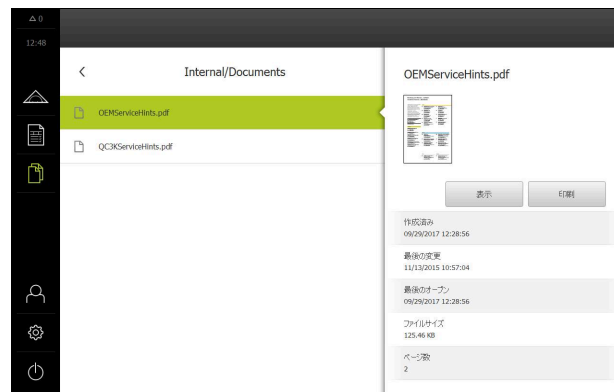 0
12:48
Internal/Documents
OEMServiceHints.pdf
QC3KServiceHints.pdf
OEMServiceHints.pdf
表示
印刷
作成済み
09/29/2017 12:28:56
最後の変更
11/13/2015 10:57:04
最後のオープン
09/29/2017 12:28:56
ファイルサイズ
125.46 KB
ページ数
2